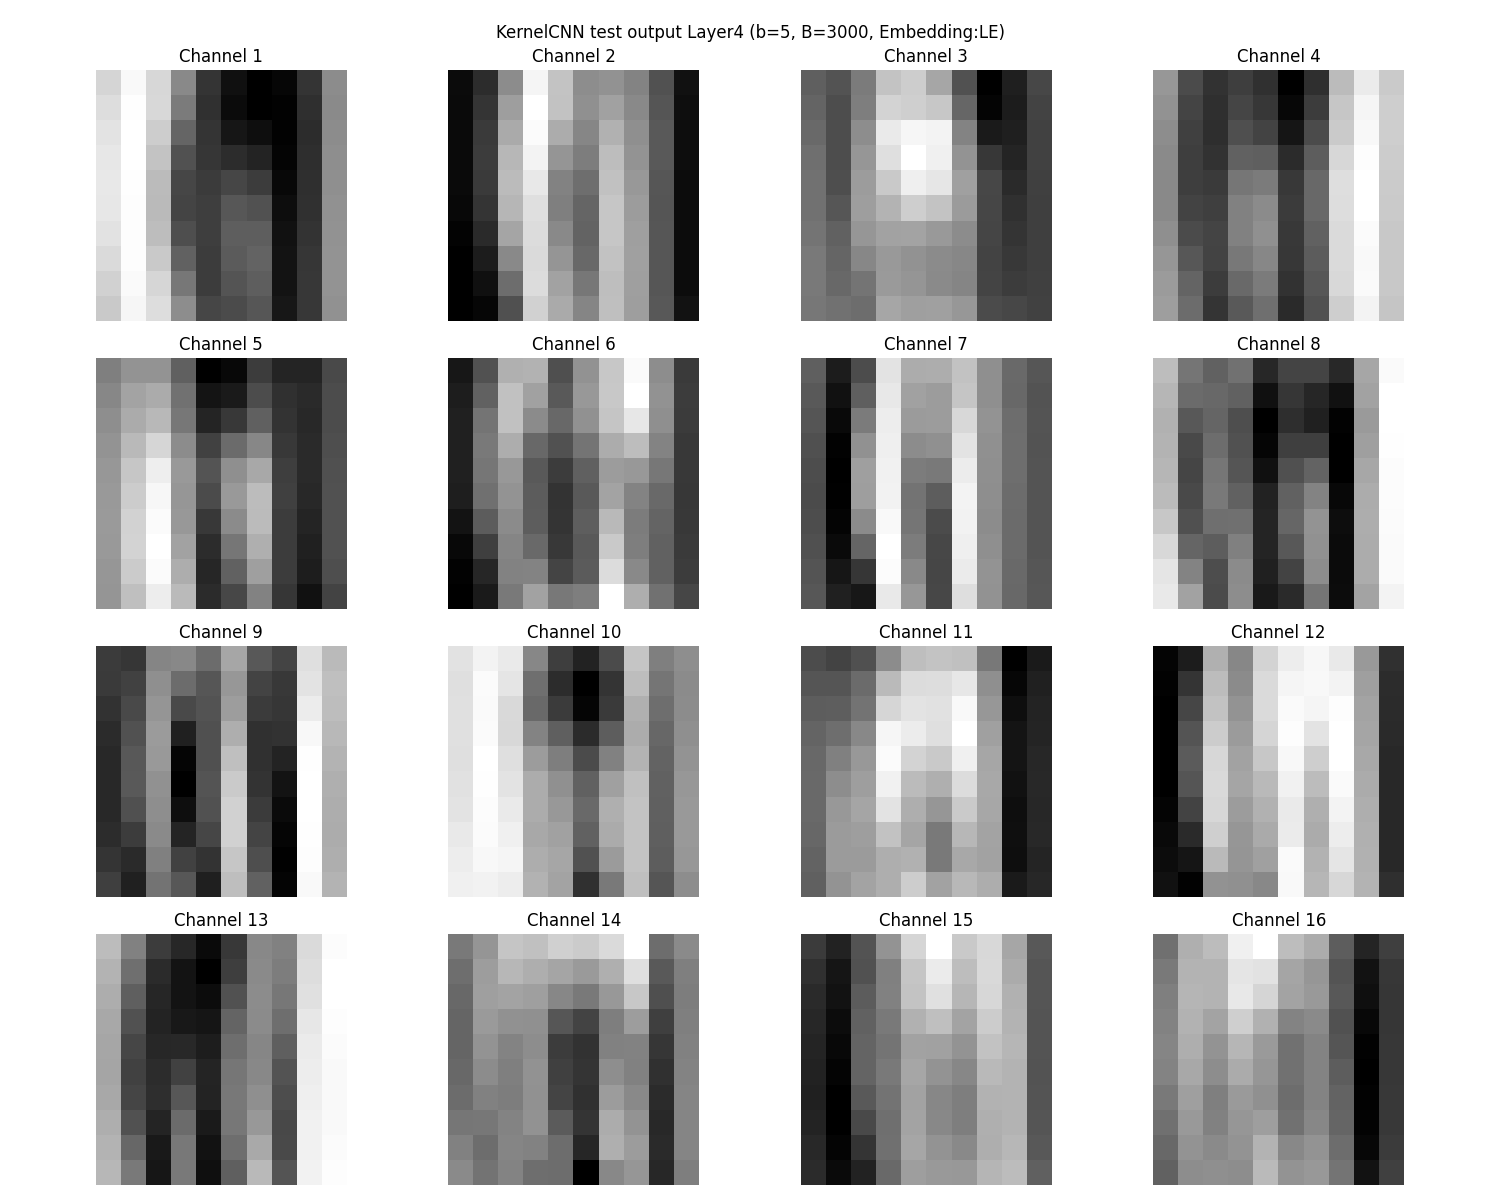 KernelCNN test output Layer4 (b=5, B=3000, Embedding:LE)
Channel 1
Channel 2
Channel 3
Channel 4
Channel 5
Channel 6
Channel 7
Channel 8
Channel 9
Channel 10
Channel 11
Channel 12
Channel 13
Channel 14
Channel 15
Channel 16